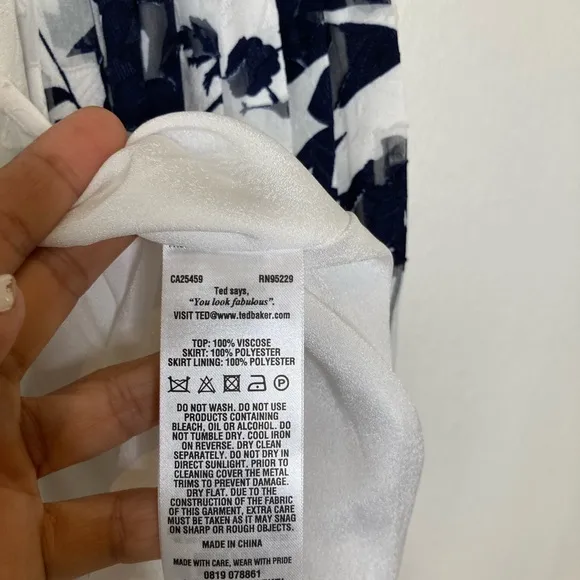 CA25459 RN95229
Ted says,
"You look fabulous".
VISIT TED@www.tedbaker.com
TOP: 100% VISCOSE
SKIRT: 100% POLYESTER
SKIRT LINING: 100% POLYESTER
P
DO NOT WASH. DO NOT USE
PRODUCTS CONTAINING
BLEACH, OIL OR ALCOHOL. DO
NOT TUMBLE DRY. COOL IRON
ON REVERSE. DRY CLEAN
SEPARATELY. DO NOT DRY IN
DIRECT SUNLIGHT. PRIOR TO
CLEANING COVER THE METAL
TRIMS TO PREVENT DAMAGE.
DRY FLAT. DUE TO THE
CONSTRUCTION OF THE FABRIC
OF THIS GARMENT, EXTRA CARE
MUST BE TAKEN AS IT MAY SNAG
ON SHARP OR ROUGH OBJECTS.
MADE IN CHINA
MADE WITH CARE, WEAR WITH PRIDE
0819 078861